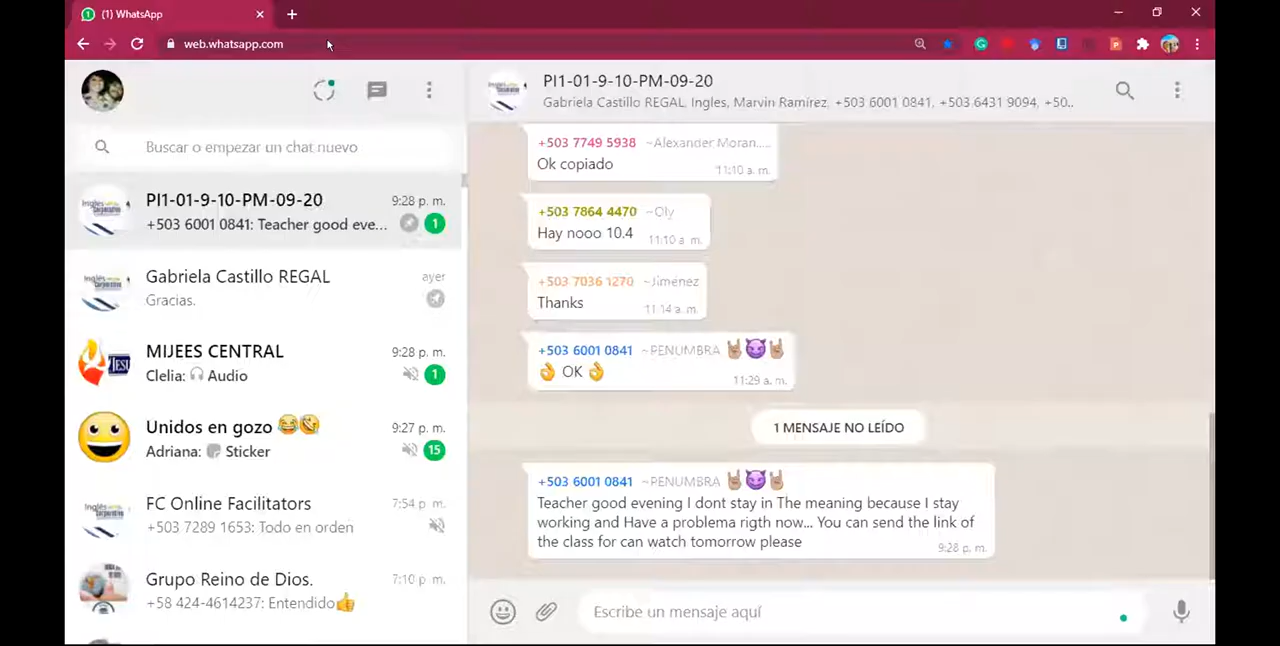 (1) WhatsApp
web.whatsapp.com
Buscar o empezar un chat nuevo
PI1-01-9-10-PM-09-20
9:28 p. m.
+503 6001 0841: Teacher good eve...
1
Gabriela Castillo REGAL
ayer
Gracias.
MIJEES CENTRAL
9:28 p. m.
Clelia: 🎧 Audio
1
Unidos en gozo 😂🤣
9:27 p. m.
Adriana: Sticker
15
FC Online Facilitators
7:54 p. m.
+503 7289 1653: Todo en orden
Grupo Reino de Dios.
7:10 p. m.
+58 424-4614237: Entendido👍
PI1-01-9-10-PM-09-20
Gabriela Castillo REGAL, Ingles, Marvin Ramírez, +503 6001 0841, +503 6431 9094, +50...
+503 7749 5938 ~Alexander Moran.....
Ok copiado
11:10 a. m.
+503 7864 4470 ~Oly
Hay nooo 10.4
11:10 a. m.
+503 7036 1270 ~Jimenez
Thanks
11:14 a. m.
+503 6001 0841 ~PENUMBRA 🤘🏽😈🤘🏽
👌 OK 👌
11:29 a. m.
1 MENSAJE NO LEÍDO
+503 6001 0841 ~PENUMBRA 🤘🏽😈🤘🏽
Teacher good evening I dont stay in The meaning because I stay
working and Have a problema rigth now... You can send the link of
the class for can watch tomorrow please
9:28 p. m.
Escribe un mensaje aquí